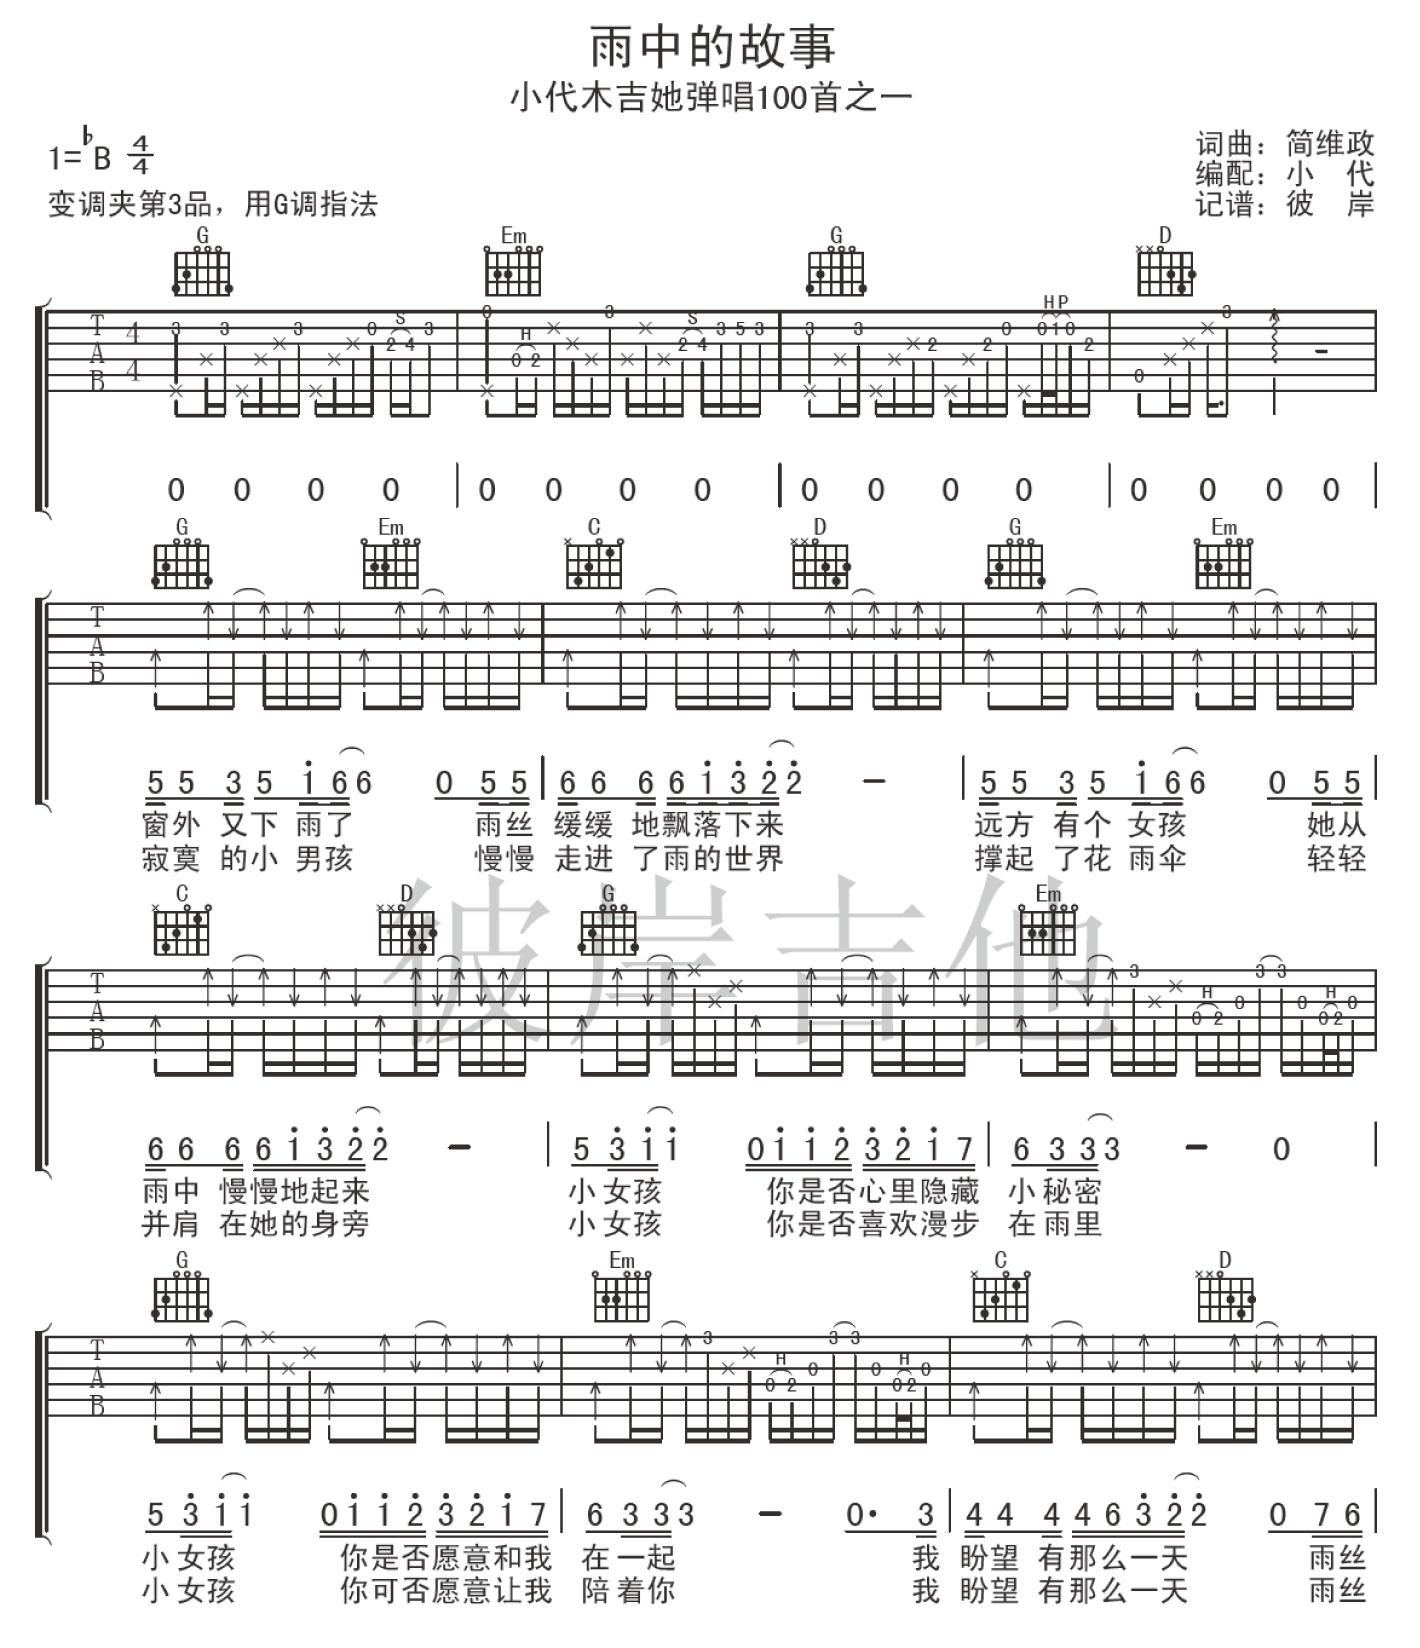 雨中的故事
小代木吉她弹唱100首之一
1=♭B 4/4
词曲：简维政
编配：小 代
变调夹第3品，用G调指法
记谱：彼 岸
G Em G D
H P
S S
H
T A B 4 4
0 0 0 0 0 0 0 0 0 0 0 0 0 0 0 0
G Em C D G Em
T A B
5 5 3 5 1 6 6 0 5 5 6 6 6 6 1 3 2 2 - 5 5 3 5 1 6 6 0 5 5
窗外 又下 雨了 雨丝 缓缓 地飘落下来 远方 有个 女孩 她从
寂寞 的小 男孩 慢慢 走进 了雨的世界 撑起 了花 雨伞 轻轻
彼岸吉他
C D G Em
T A B
6 6 6 6 1 3 2 2 - 5 3 1 1 0 1 1 2 3 2 1 7 6 3 3 3 - 0
雨中 慢慢地起来 小女孩 你是否心里隐藏 小秘密
并肩 在她的身旁 小女孩 你是否喜欢漫步 在雨里
G Em C D
T A B
5 3 1 1 0 1 1 2 3 2 1 7 6 3 3 3 - 0· 3 4 4 4 4 6 3 2 2 0 7 6
小女孩 你是否愿意和我 在一起 我 盼望 有那么一天 雨丝
小女孩 你可否愿意让我 陪着你 我 盼望 有那么一天 雨丝